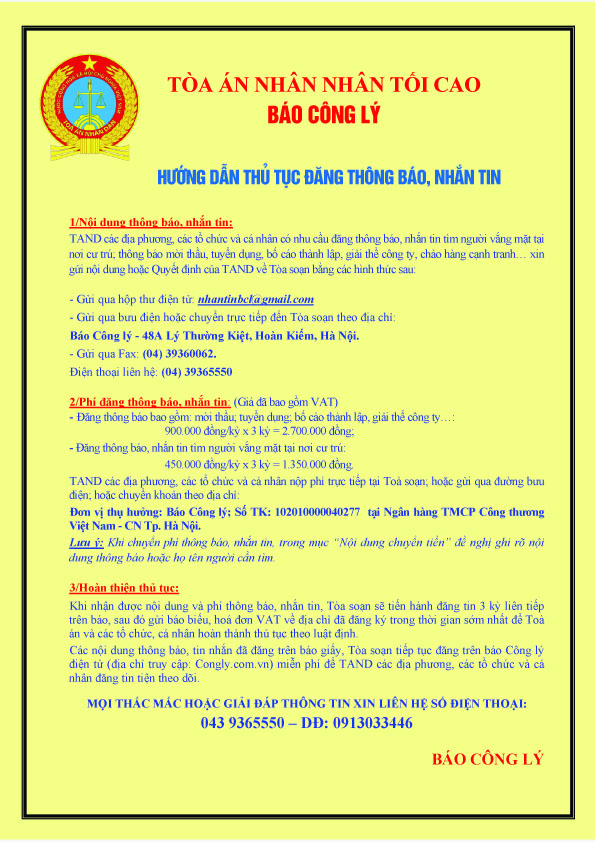 NƯỚC CỘNG HÒA XÃ HỘI CHỦ NGHĨA VIỆT NAM
TÒA ÁN NHÂN DÂN
TÒA ÁN NHÂN NHÂN TỐI CAO
BÁO CÔNG LÝ
HƯỚNG DẪN THỦ TỤC ĐĂNG THÔNG BÁO, NHẮN TIN
1/Nội dung thông báo, nhắn tin:
TAND các địa phương, các tổ chức và cá nhân có nhu cầu đăng thông báo, nhắn tin tìm người vắng mặt tại
nơi cư trú; thông báo mời thầu, tuyển dụng, bố cáo thành lập, giải thể công ty, chào hàng cạnh tranh… xin
gửi nội dung hoặc Quyết định của TAND về Tòa soạn bằng các hình thức sau:
- Gửi qua hộp thư điện tử: nhantinbcl@gmail.com
- Gửi qua bưu điện hoặc chuyển trực tiếp đến Tòa soạn theo địa chỉ:
Báo Công lý - 48A Lý Thường Kiệt, Hoàn Kiếm, Hà Nội.
- Gửi qua Fax: (04) 39360062.
Điện thoại liên hệ: (04) 39365550
2/Phí đăng thông báo, nhắn tin: (Giá đã bao gồm VAT)
- Đăng thông báo bao gồm: mời thầu; tuyển dụng; bố cáo thành lập, giải thể công ty…:
900.000 đồng/kỳ x 3 kỳ = 2.700.000 đồng;
- Đăng thông báo, nhắn tin tìm người vắng mặt tại nơi cư trú:
450.000 đồng/kỳ x 3 kỳ = 1.350.000 đồng.
TAND các địa phương, các tổ chức và cá nhân nộp phí trực tiếp tại Toà soạn; hoặc gửi qua đường bưu
điện; hoặc chuyển khoản theo địa chỉ:
Đơn vị thụ hưởng: Báo Công lý; Số TK: 102010000040277 tại Ngân hàng TMCP Công thương
Việt Nam - CN Tp. Hà Nội.
Lưu ý: Khi chuyển phí thông báo, nhắn tin, trong mục “Nội dung chuyển tiền” đề nghị ghi rõ nội
dung thông báo hoặc họ tên người cần tìm.
3/Hoàn thiện thủ tục:
Khi nhận được nội dung và phí thông báo, nhắn tin, Tòa soạn sẽ tiến hành đăng tin 3 kỳ liên tiếp
trên báo, sau đó gửi báo biếu, hoá đơn VAT về địa chỉ đã đăng ký trong thời gian sớm nhất để Toà
án và các tổ chức, cá nhân hoàn thành thủ tục theo luật định.
Các nội dung thông báo, tin nhắn đã đăng trên báo giấy, Tòa soạn tiếp tục đăng trên báo Công lý
điện tử (địa chỉ truy cập: Congly.com.vn) miễn phí để TAND các địa phương, các tổ chức và cá
nhân đăng tin tiện theo dõi.
MỌI THẮC MẮC HOẶC GIẢI ĐÁP THÔNG TIN XIN LIÊN HỆ SỐ ĐIỆN THOẠI:
043 9365550 – DĐ: 0913033446
BÁO CÔNG LÝ